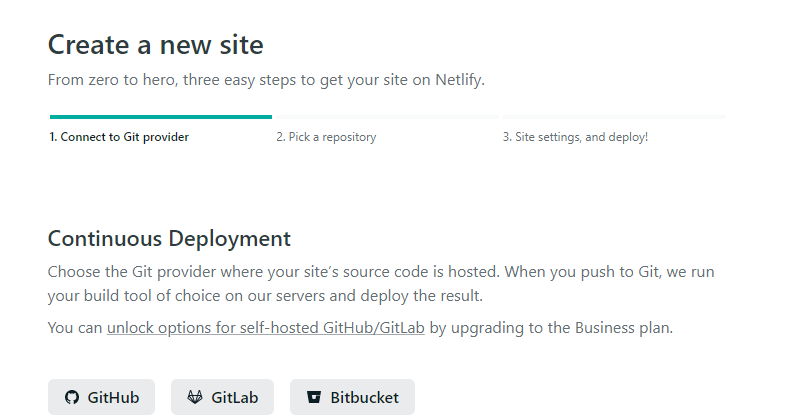 Create a new site
From zero to hero, three easy steps to get your site on Netlify.
1. Connect to Git provider
2. Pick a repository
3. Site settings, and deploy!
Continuous Deployment
Choose the Git provider where your site's source code is hosted. When you push to Git, we run
your build tool of choice on our servers and deploy the result.
You can unlock options for self-hosted GitHub/GitLab by upgrading to the Business plan.
GitHub
GitLab
Bitbucket